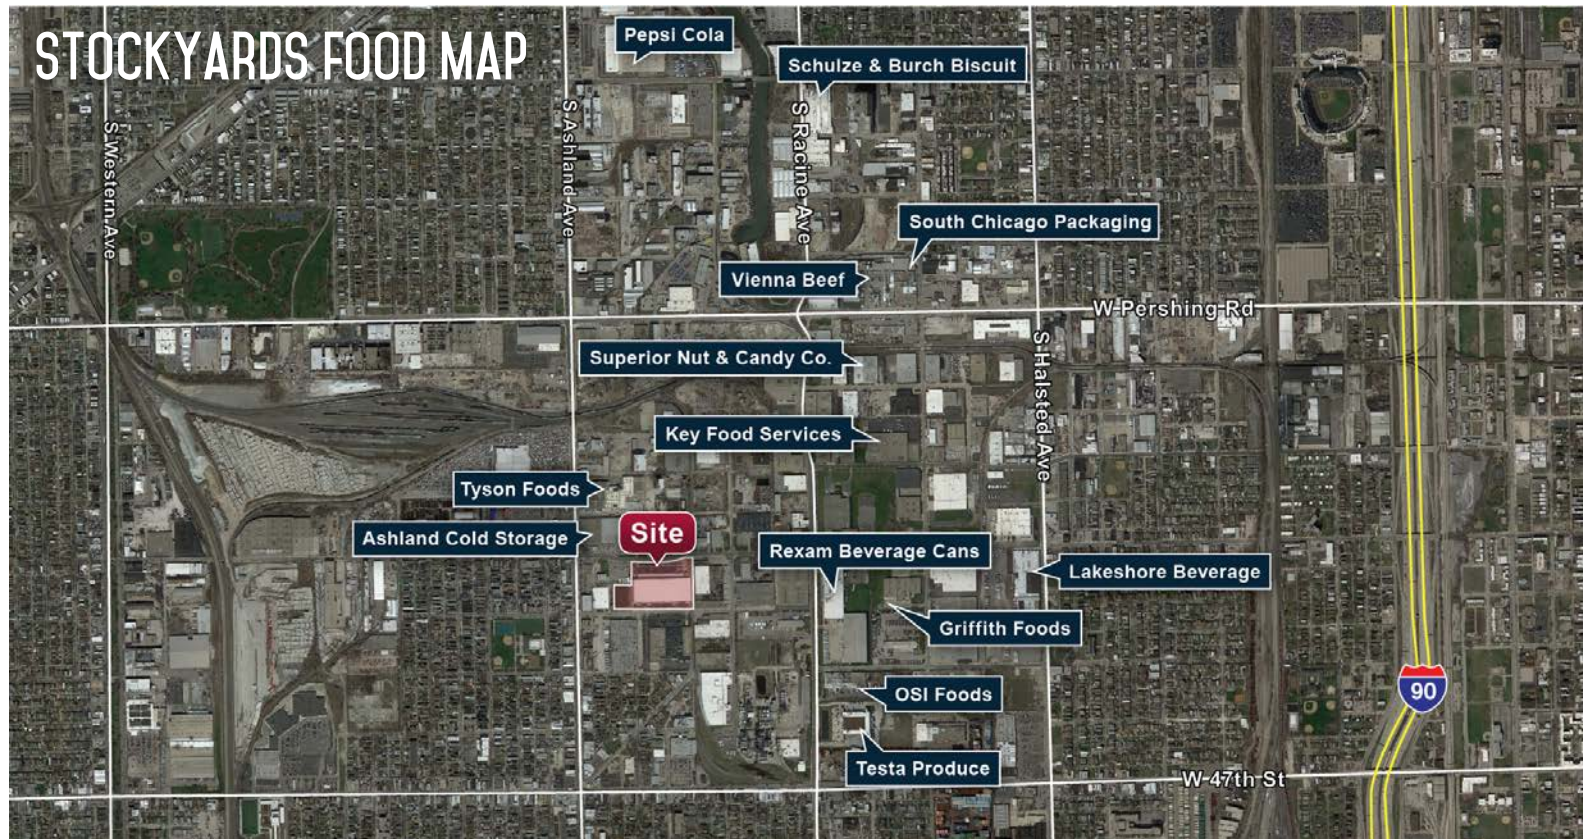 STOCKYARDS FOOD MAP
Pepsi Cola
Schulze & Burch Biscuit
S Western Ave
S Ashland Ave
S Racine Ave
South Chicago Packaging
Vienna Beef
W Pershing Rd
Superior Nut & Candy Co.
S Halsted Ave
Key Food Services
Tyson Foods
Ashland Cold Storage
Site
Rexam Beverage Cans
Lakeshore Beverage
Griffith Foods
OSI Foods
90
Testa Produce
W 47th St